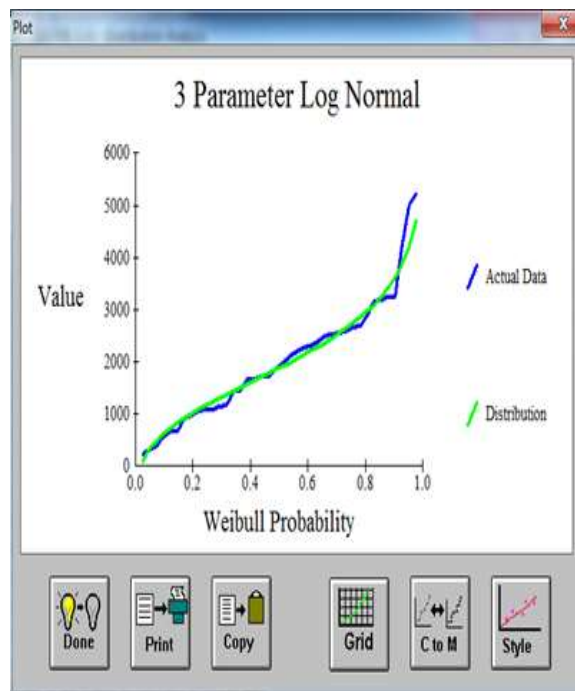 Plot
3 Parameter Log Normal
6000
5000
4000
3000
2000
1000
0
Value
0.0 0.2 0.4 0.6 0.8 1.0
Weibull Probability
Actual Data
Distribution
Done Print Copy Grid C to M Style